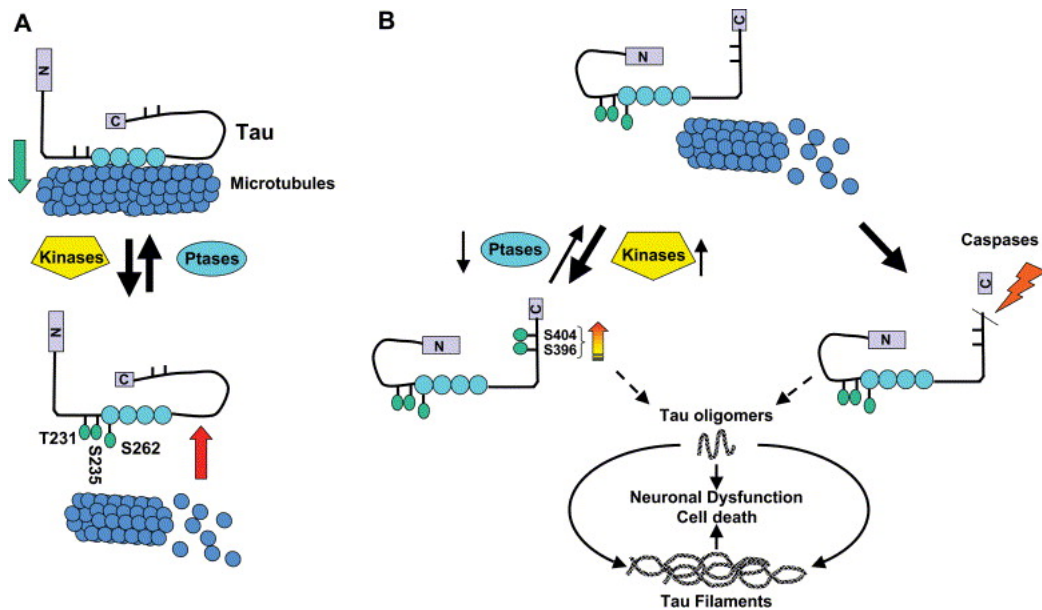 A
N
C
Tau
Microtubules
Kinases
Ptases
N
C
T231
S235
S262
B
N
C
Ptases
Kinases
Caspases
C
C
S404
S396
N
N
Tau oligomers
Neuronal Dysfunction
Cell death
Tau Filaments